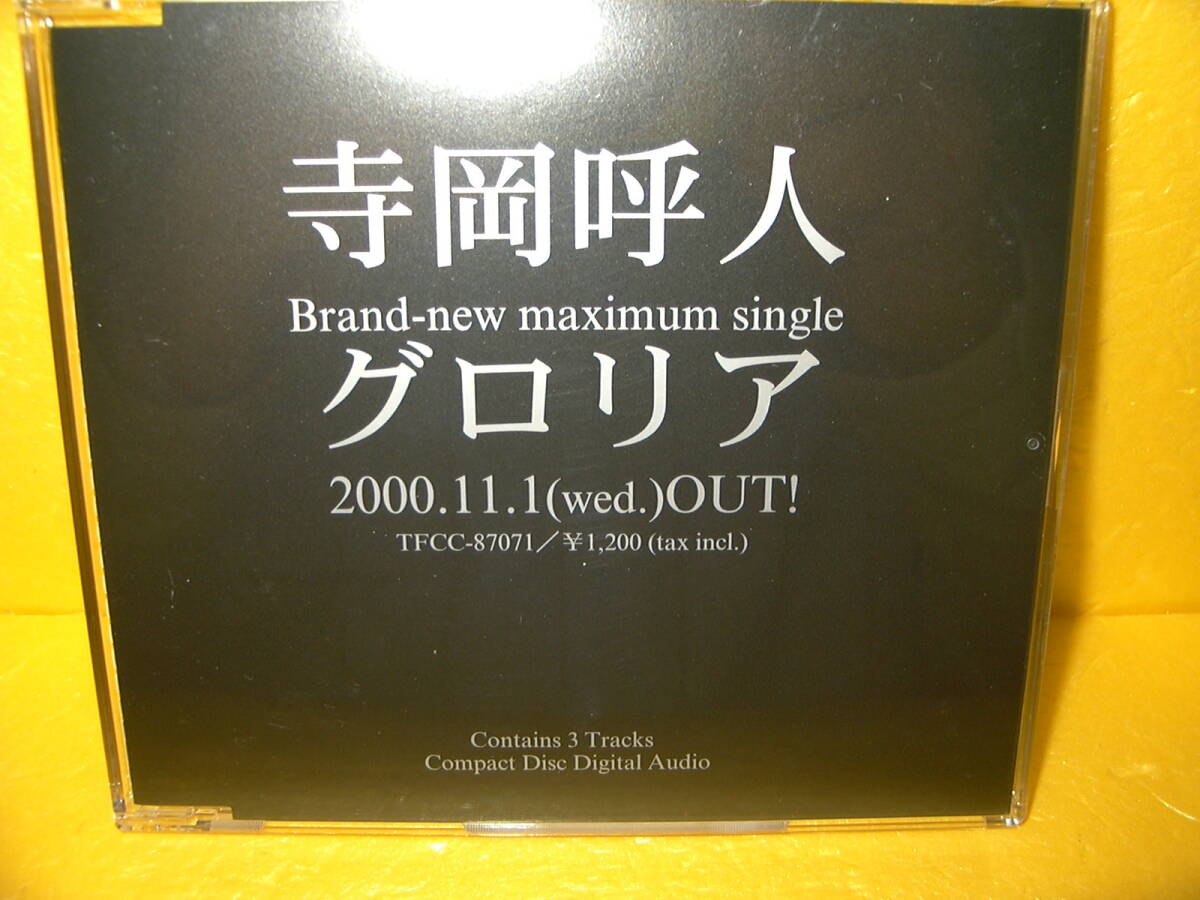 寺岡呼人
Brand-new maximum single
グロリア
2000.11.1(wed.)OUT!
TFCC-87071／¥1,200 (tax incl.)
Contains 3 Tracks
Compact Disc Digital Audio